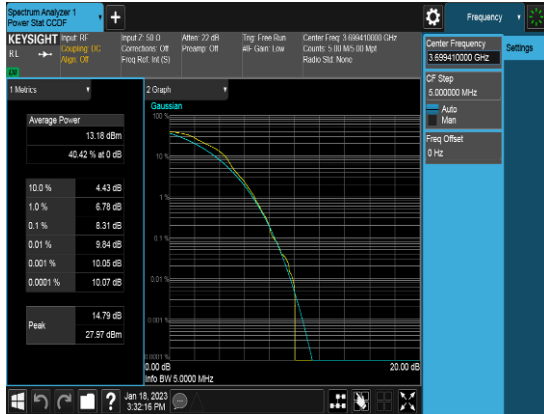 Spectrum Analyzer 1
Power Stat CCDF
Frequency
KEYSIGHT
Input: RF
Input Z: 50 Ω
Atten: 22 dB
Trig: Free Run
Center Freq: 3.699410000 GHz
RL
Coupling: DC
Corrections: Off
Preamp: Off
#IF Gain: Low
Counts: 5.00 M/5.00 Mpt
Align: Off
Freq Ref: Int (S)
Radio Std: None
Center Frequency
3.699410000 GHz
Settings
CF Step
5.000000 MHz
Auto
Man
Freq Offset
0 Hz
1 Metrics
2 Graph
Gaussian
Average Power
13.18 dBm
40.42 % at 0 dB
10.0 %
4.43 dB
1.0 %
6.78 dB
0.1 %
8.31 dB
0.01 %
9.84 dB
0.001 %
10.05 dB
0.0001 %
10.07 dB
Peak
14.79 dB
27.97 dBm
100 %
10 %
1 %
0.1 %
0.01 %
0.001 %
0.0001 %
0.00 dB
20.00 dB
Info BW 5.0000 MHz
?
Jan 18, 2023
3:32:16 PM